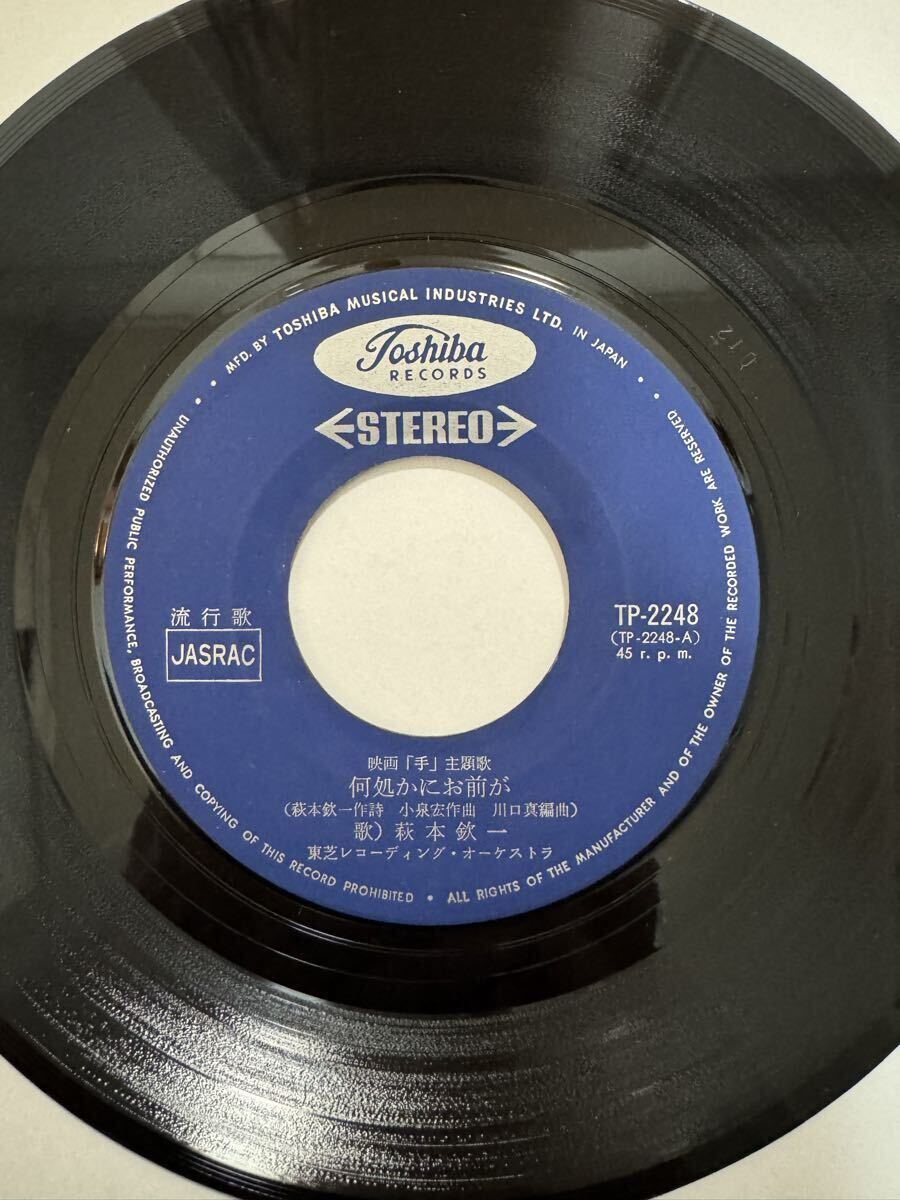 MFD. BY TOSHIBA MUSICAL INDUSTRIES LTD. IN JAPAN •
Toshiba
RECORDS
STEREO
流行歌
JASRAC
TP-2248
(TP-2248-A)
45 r. p. m.
映画「手」主題歌
何処かにお前が
(萩本欽一作詩 小泉宏作曲 川口真編曲)
歌) 萩本欽一
東芝レコーディング・オーケストラ
• UNAUTHORIZED PUBLIC PERFORMANCE, BROADCASTING AND COPYING OF THIS RECORD PROHIBITED • ALL RIGHTS OF THE MANUFACTURER AND OF THE OWNER OF THE RECORDED WORK ARE RESERVED •